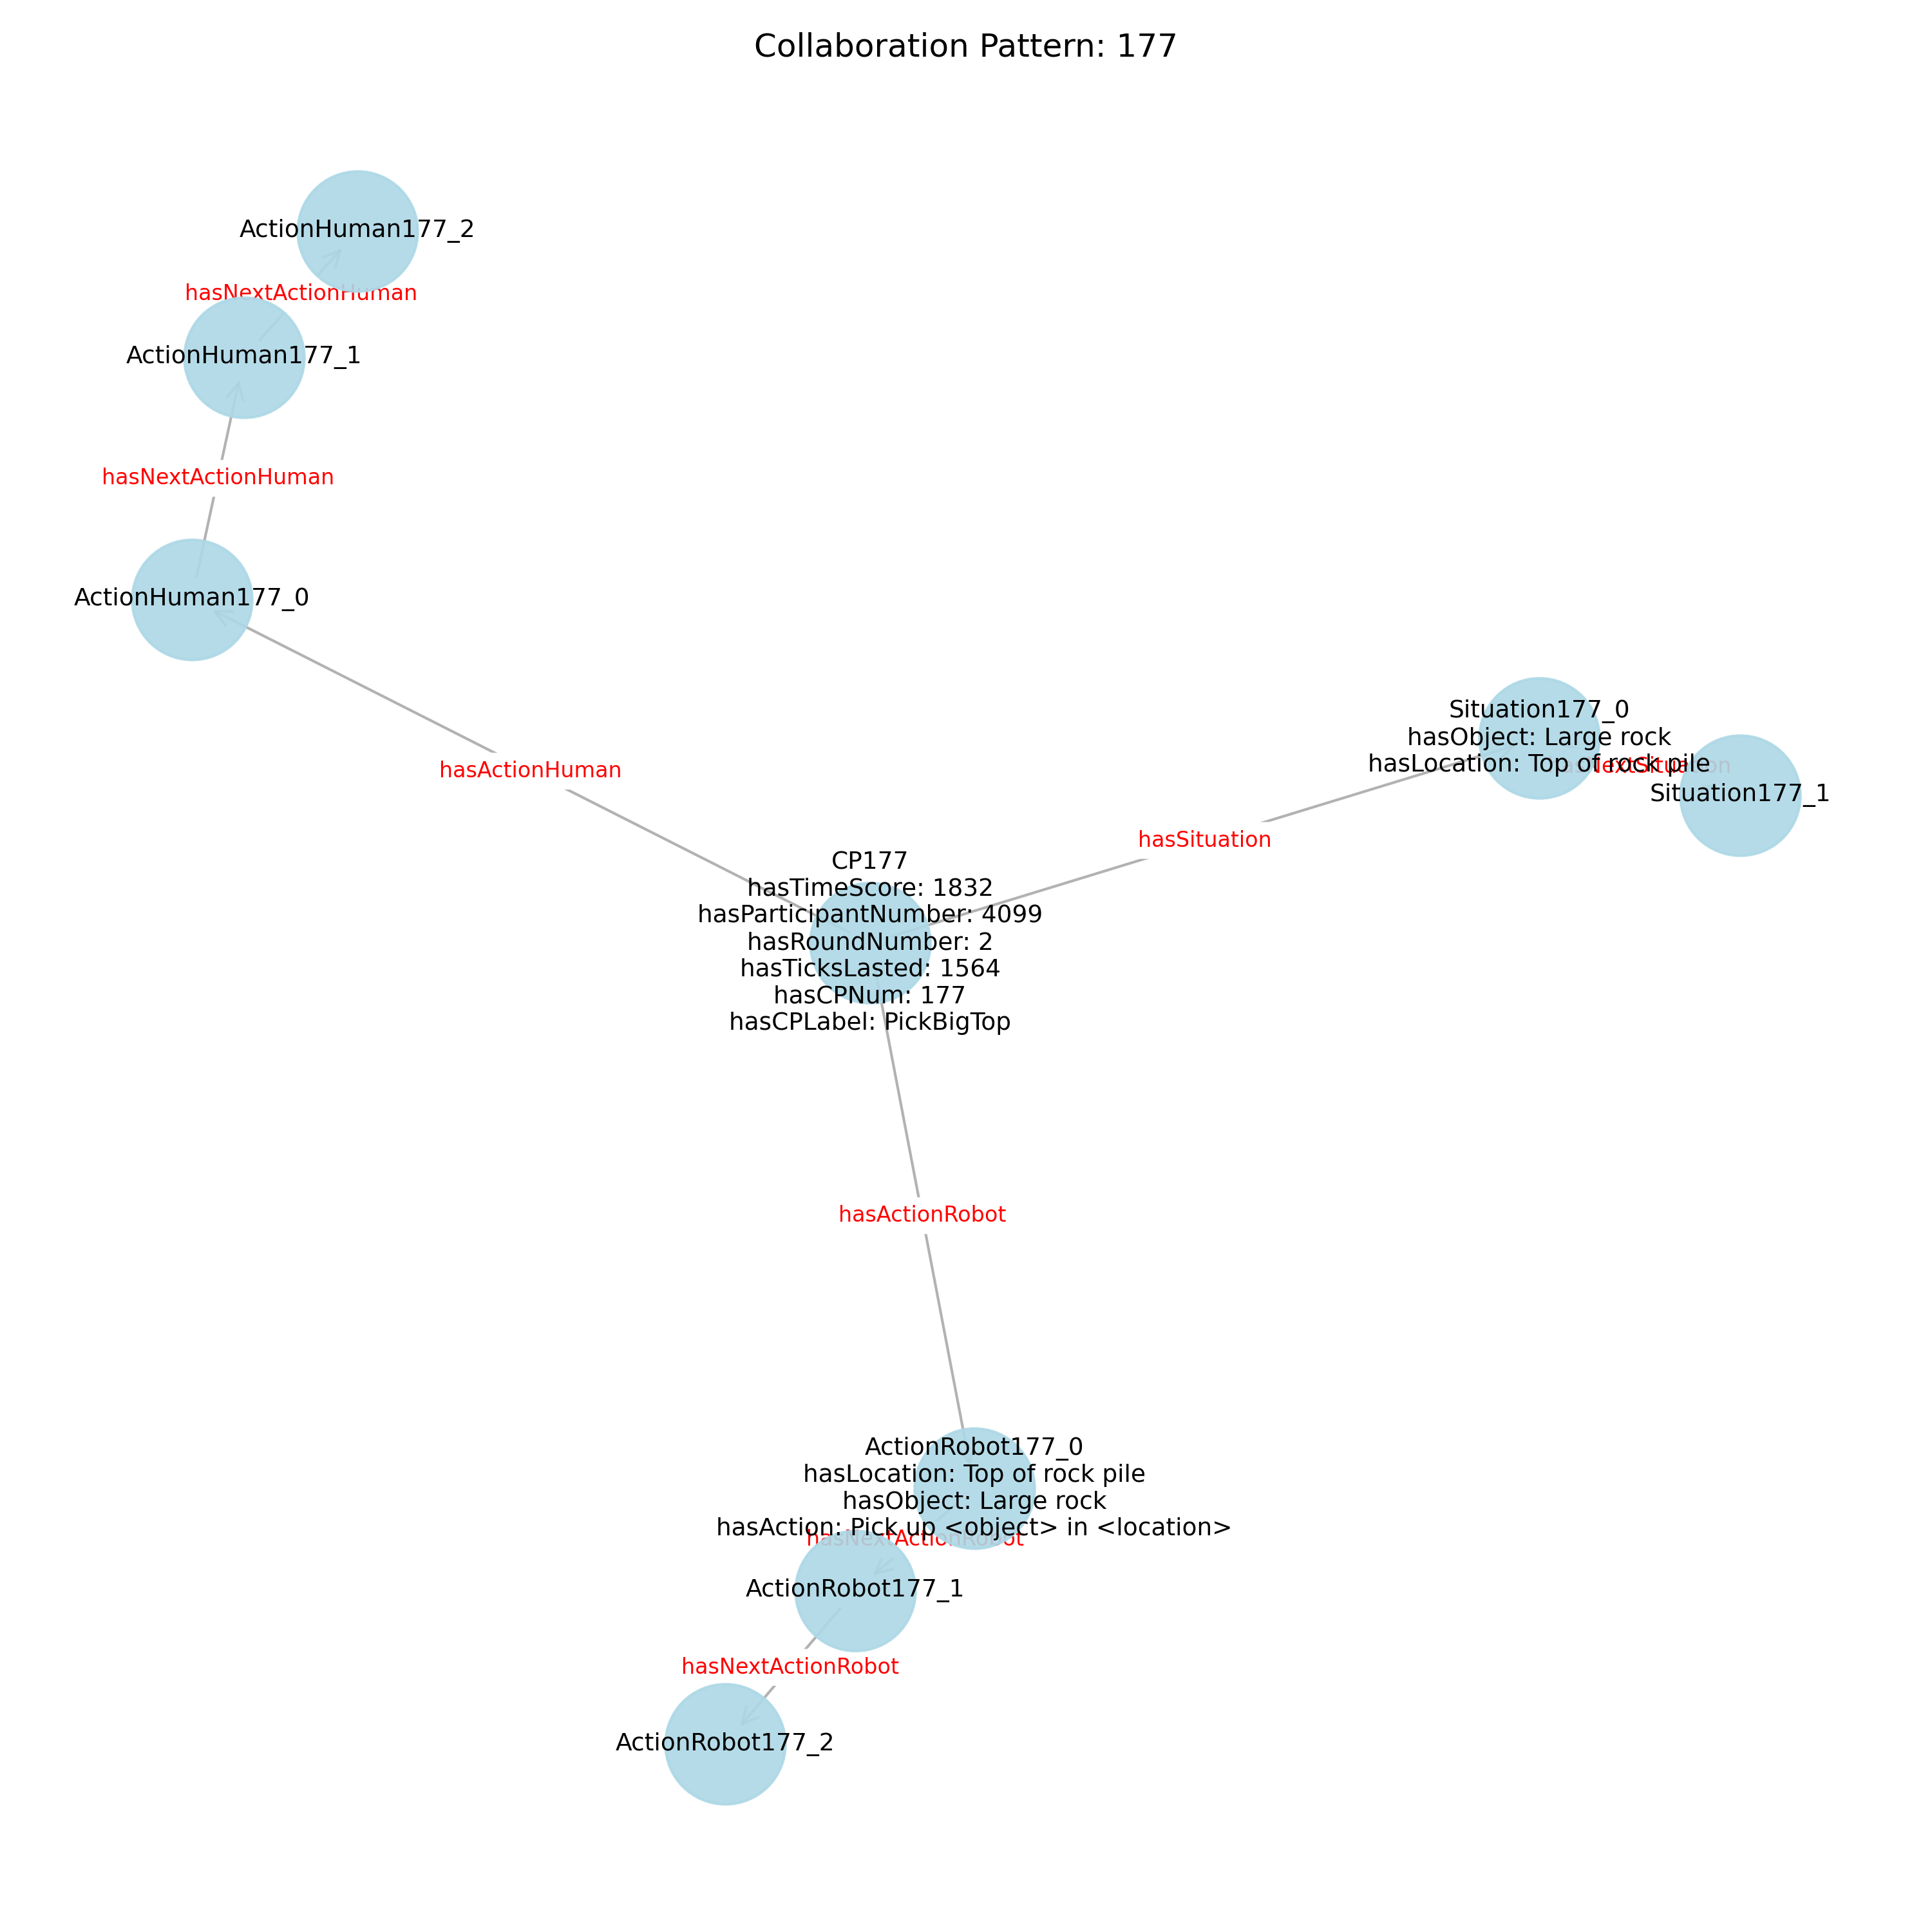 Collaboration Pattern: 177
ActionHuman177_2
hasNextActionHuman
ActionHuman177_1
hasNextActionHuman
ActionHuman177_0
Situation177_0
hasObject: Large rock
hasLocation: Top of rock pile
hasNextSituation
Situation177_1
hasActionHuman
hasSituation
CP177
hasTimeScore: 1832
hasParticipantNumber: 4099
hasRoundNumber: 2
hasTicksLasted: 1564
hasCPNum: 177
hasCPLabel: PickBigTop
hasActionRobot
ActionRobot177_0
hasLocation: Top of rock pile
hasObject: Large rock
hasAction: Pick up <object> in <location>
hasNextActionRobot
ActionRobot177_1
hasNextActionRobot
ActionRobot177_2